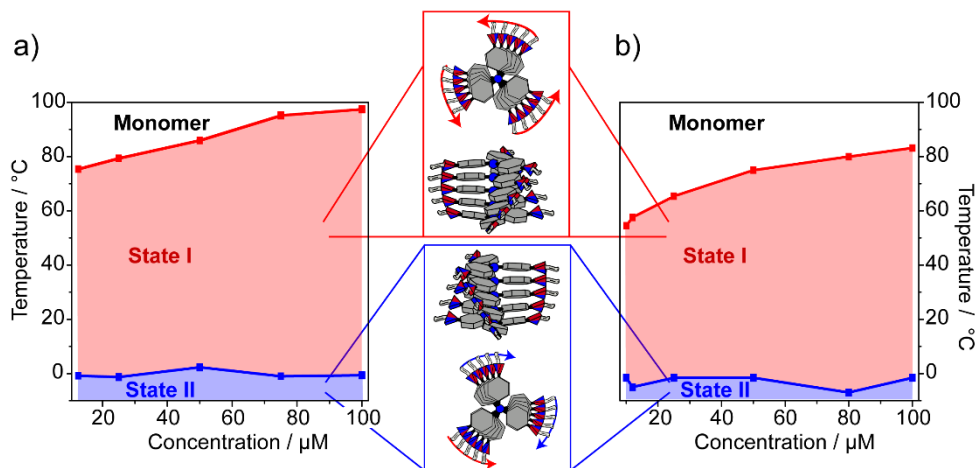 a)
100
80
60
40
20
0
Temperature / °C
Monomer
State I
State II
20
40
60
80
100
Concentration / µM
b)
Monomer
State I
State II
20
40
60
80
100
Concentration / µM
100
80
60
40
20
0
Temperature / °C